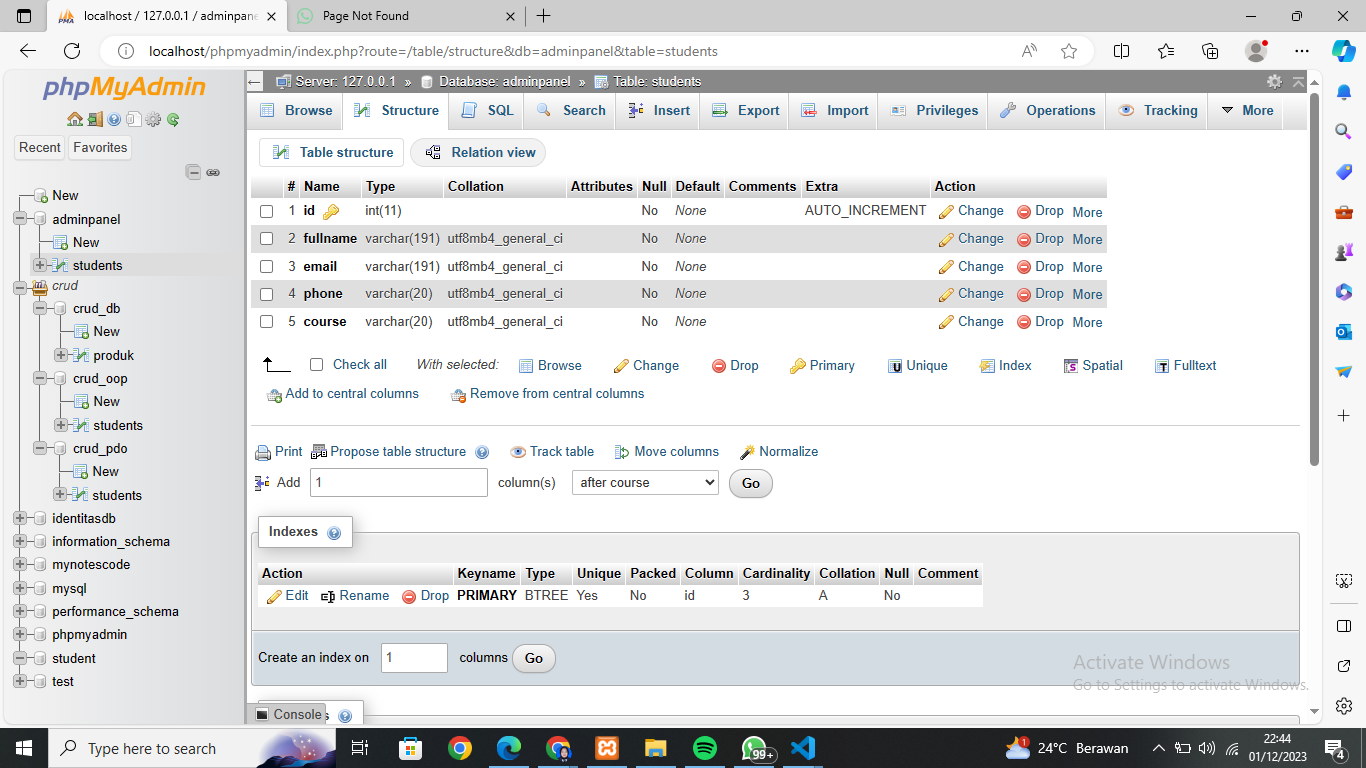 localhost / 127.0.0.1 / adminpane
Page Not Found
localhost/phpmyadmin/index.php?route=/table/structure&db=adminpanel&table=students
phpMyAdmin
Recent Favorites
New
adminpanel
New
students
crud
crud_db
New
produk
crud_oop
New
students
crud_pdo
New
students
identitasdb
information_schema
mynotescode
mysql
performance_schema
phpmyadmin
student
test
Server: 127.0.0.1 » Database: adminpanel » Table: students
Browse Structure SQL Search Insert Export Import Privileges Operations Tracking More
Table structure Relation view
# Name Type Collation Attributes Null Default Comments Extra Action
1 id int(11) No None AUTO_INCREMENT Change Drop More
2 fullname varchar(191) utf8mb4_general_ci No None Change Drop More
3 email varchar(191) utf8mb4_general_ci No None Change Drop More
4 phone varchar(20) utf8mb4_general_ci No None Change Drop More
5 course varchar(20) utf8mb4_general_ci No None Change Drop More
Check all With selected: Browse Change Drop Primary Unique Index Spatial Fulltext
Add to central columns Remove from central columns
Print Propose table structure Track table Move columns Normalize
Add 1 column(s) after course Go
Indexes
Action Keyname Type Unique Packed Column Cardinality Collation Null Comment
Edit Rename Drop PRIMARY BTREE Yes No id 3 A No
Create an index on 1 columns Go
Activate Windows
Go to Settings to activate Windows.
Console
Type here to search
99+
24°C Berawan
22:44
01/12/2023
4